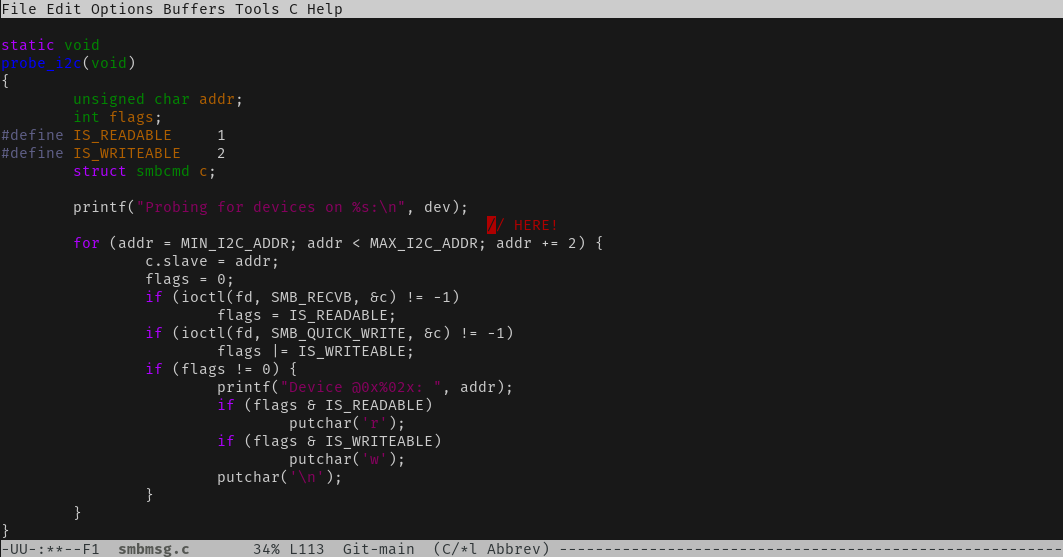 File Edit Options Buffers Tools C Help
static void
probe_i2c(void)
{
        unsigned char addr;
        int flags;
#define IS_READABLE     1
#define IS_WRITEABLE    2
        struct smbcmd c;
        printf("Probing for devices on %s:\n", dev);
                                                      // HERE!
        for (addr = MIN_I2C_ADDR; addr < MAX_I2C_ADDR; addr += 2) {
                c.slave = addr;
                flags = 0;
                if (ioctl(fd, SMB_RECVB, &c) != -1)
                        flags = IS_READABLE;
                if (ioctl(fd, SMB_QUICK_WRITE, &c) != -1)
                        flags |= IS_WRITEABLE;
                if (flags != 0) {
                        printf("Device @0x%02x: ", addr);
                        if (flags & IS_READABLE)
                                putchar('r');
                        if (flags & IS_WRITEABLE)
                                putchar('w');
                        putchar('\n');
                }
        }
}
-UU-:**--F1  smbmsg.c       34% L113  Git-main  (C/*l Abbrev) --------------------------------------------------------